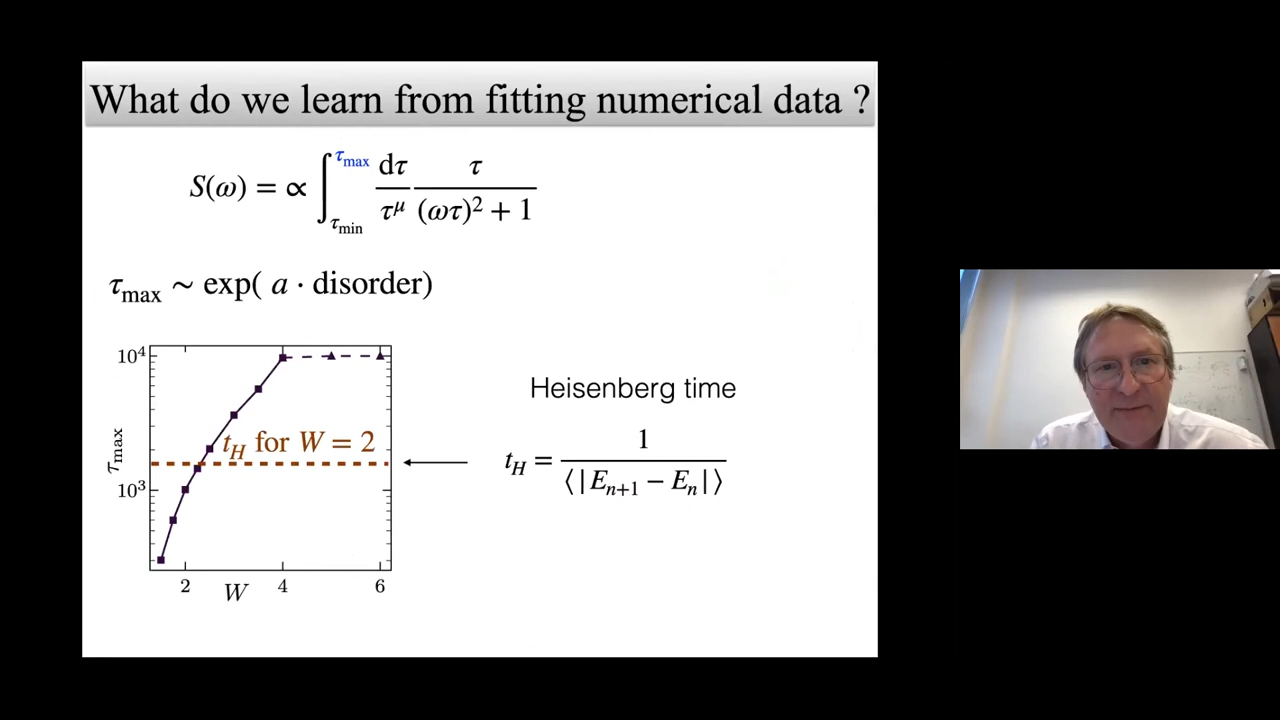 What do we learn from fitting numerical data ?
S(ω) = ∝ ∫_{τ_min}^{τ_max} dτ/τ^μ τ/((ωτ)² + 1)
τ_max ~ exp( a · disorder)
10⁴
t_H for W = 2
τ_max
10³
2 4 6
W
Heisenberg time
t_H = 1/⟨|E_{n+1} − E_n|⟩